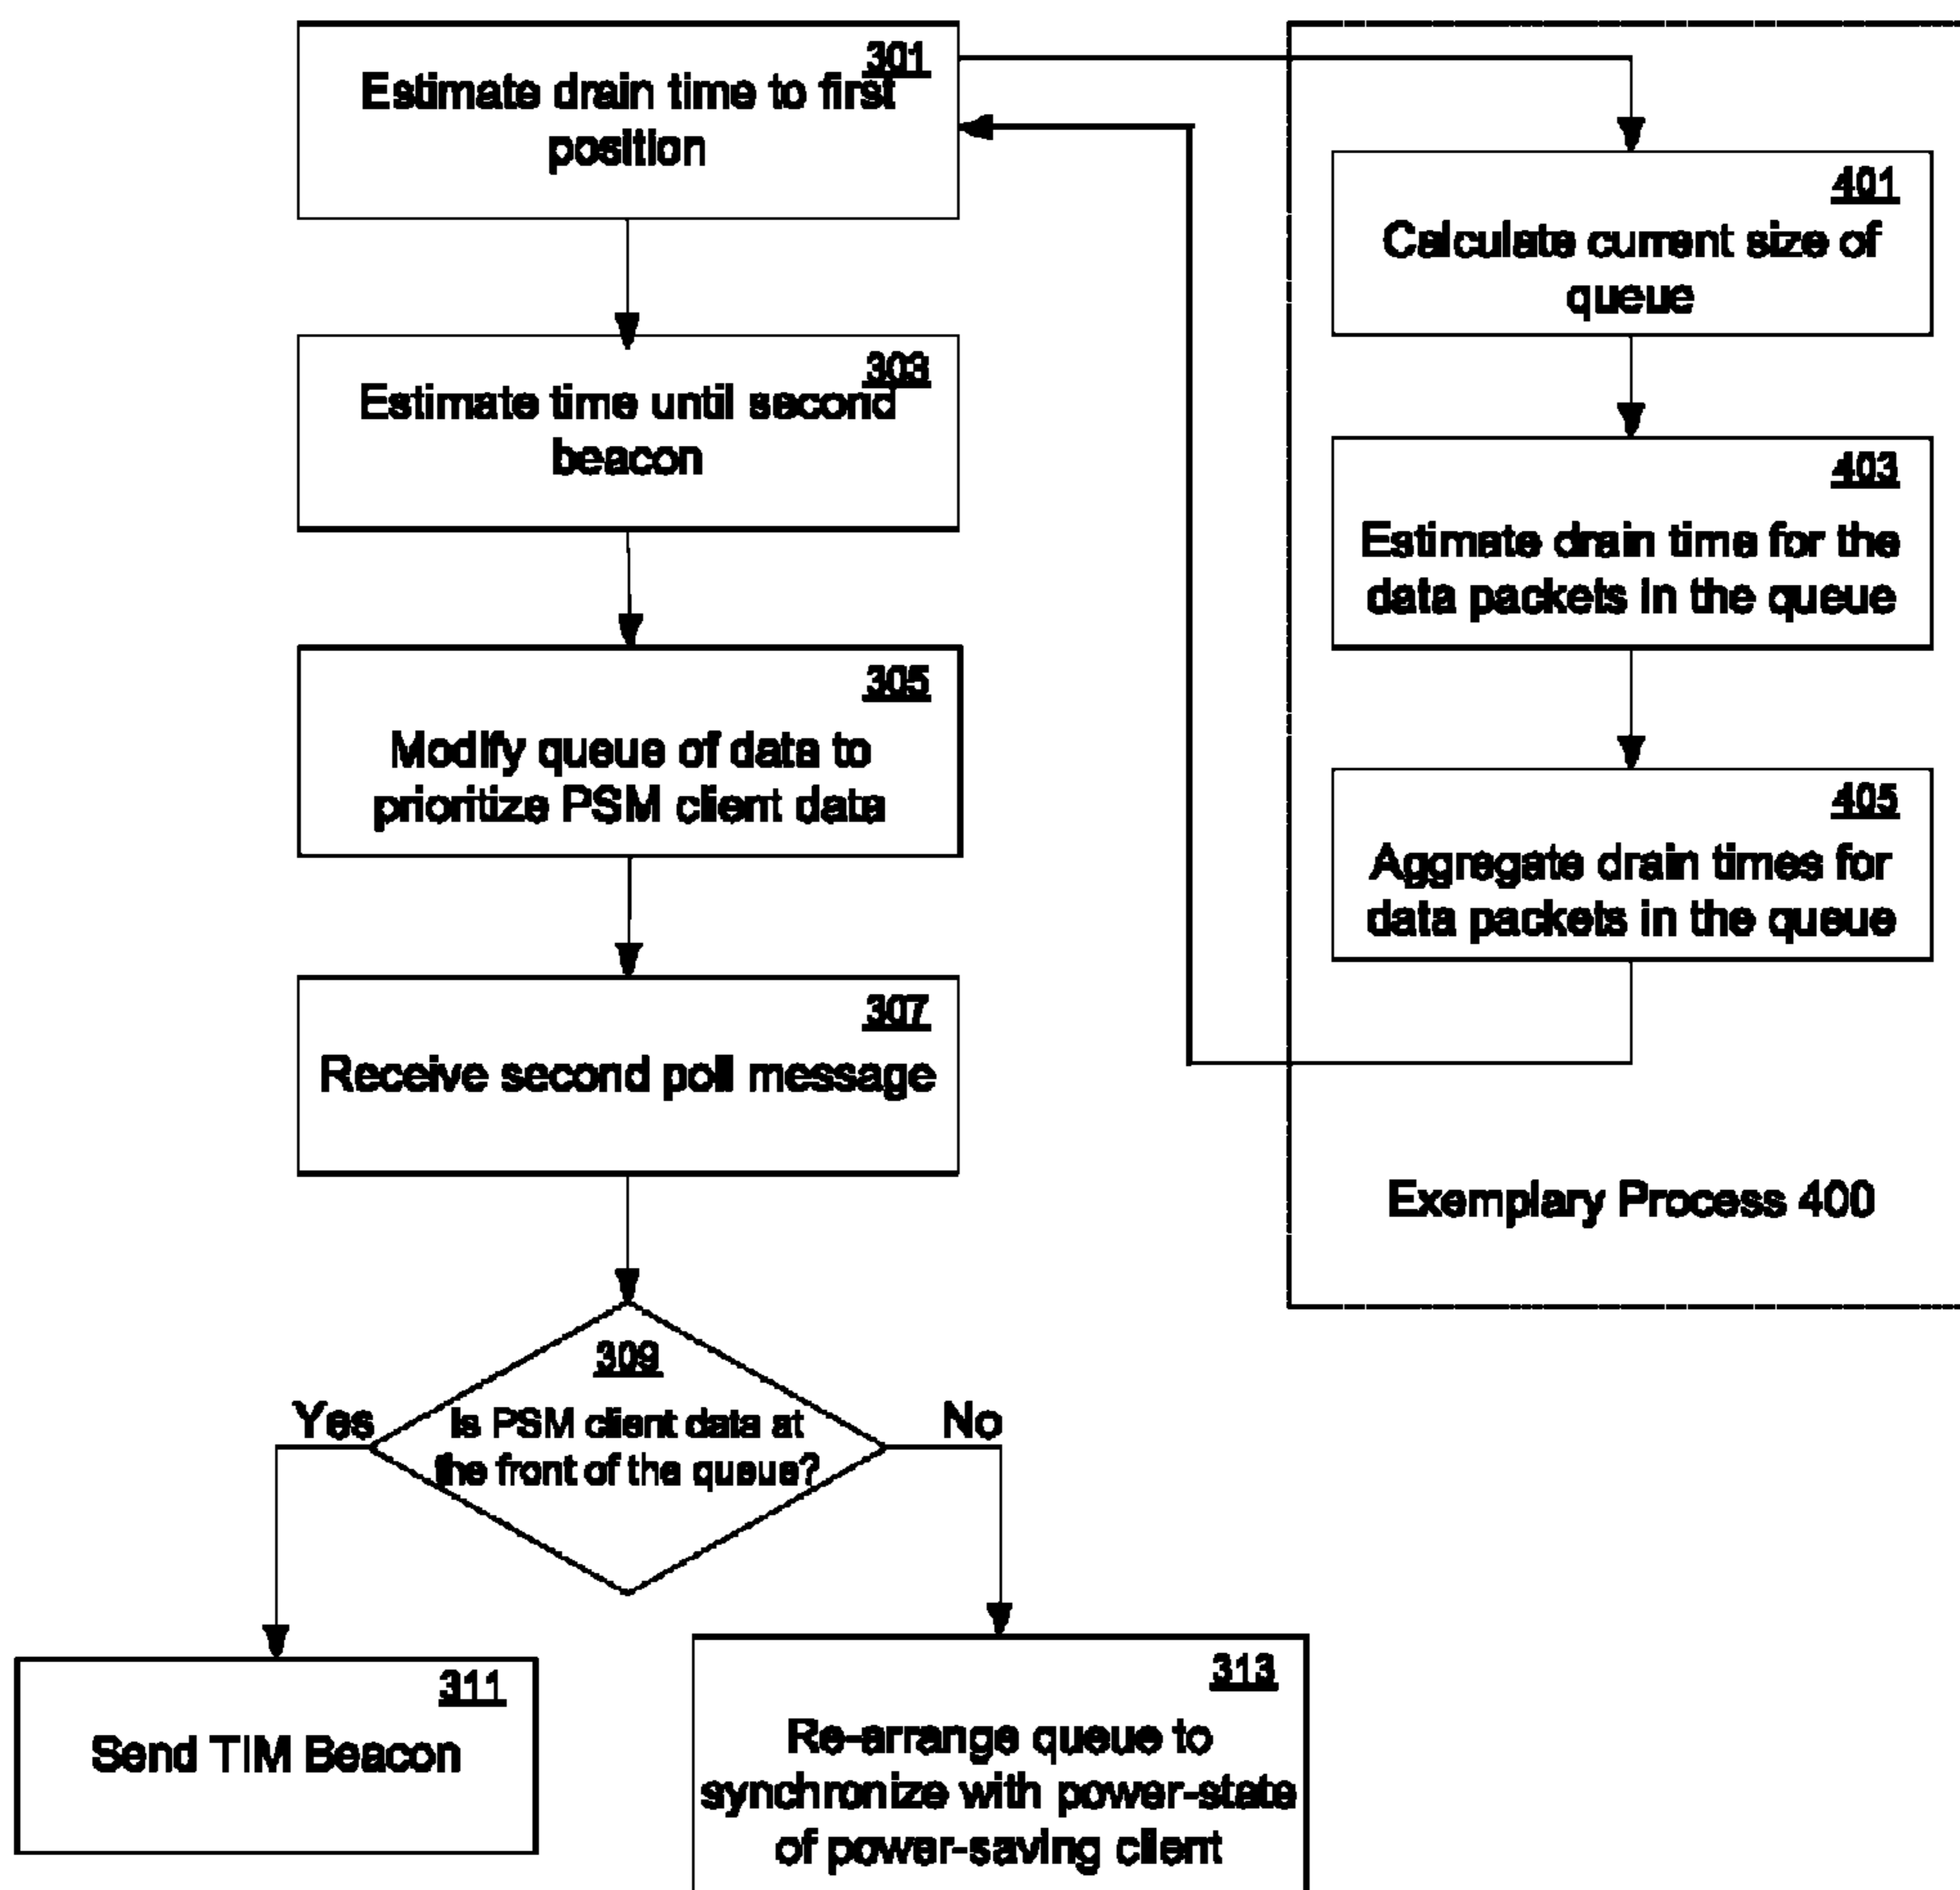 301
Estimate drain time to first
position
303
Estimate time until second
beacon
305
Modify queue of data to
prioritize PSM client data
307
Receive second poll message
309
Is PSM client data at
the front of the queue?
Yes
No
311
Send TIM Beacon
313
Re-arrange queue to
synchronize with power-state
of power-saving client
401
Calculate current size of
queue
403
Estimate drain time for the
data packets in the queue
405
Aggregate drain times for
data packets in the queue
Exemplary Process 400